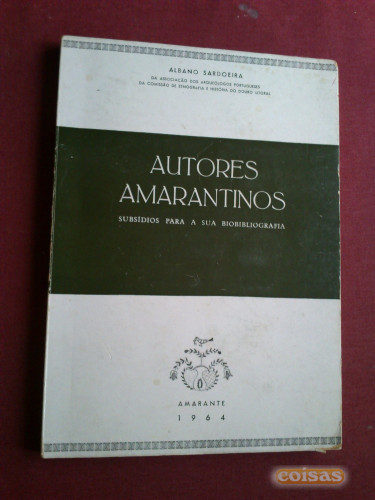 ALBANO SARDOEIRA
DA ASSOCIAÇÃO DOS ARQUEÓLOGOS PORTUGUESES
DA COMISSÃO DE ETNOGRAFIA E HISTÓRIA DO DOURO LITORAL
AUTORES
AMARANTINOS
SUBSÍDIOS PARA A SUA BIOBIBLIOGRAFIA
AMARANTE
1964
coisas